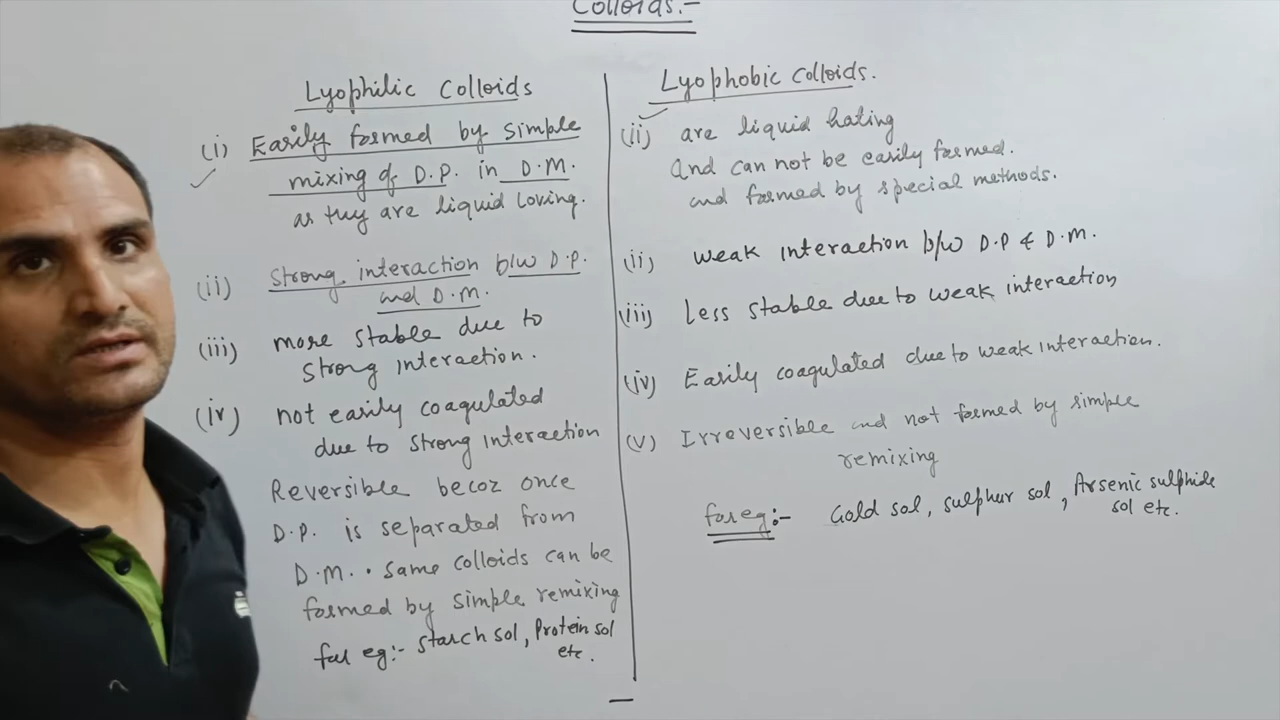 Colloids.-
Lyophilic Colloids
(i) Easily formed by simple
mixing of D.P. in D.M.
as they are liquid loving.
(ii) Strong interaction b/w D.P.
and D.M.
(iii) more stable due to
strong interaction.
(iv) not easily coagulated
due to strong interaction
Reversible becoz once
D.P. is separated from
D.M. . same colloids can be
formed by simple remixing
for eg:- starch sol, Protein sol
etc.
Lyophobic Colloids.
(ii) are liquid hating
And can not be easily formed.
and formed by special methods.
(ii) weak interaction b/w D.P & D.M.
(iii) Less stable due to weak interaction
(iv) Easily coagulated due to weak interaction.
(v) Irreversible and not formed by simple
remixing
for eg:- Gold sol, sulphur sol, Arsenic sulphide
sol etc.